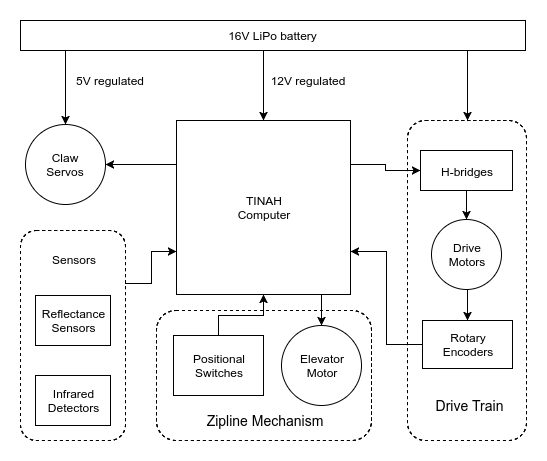 16V LiPo battery
5V regulated
12V regulated
Claw
Servos
TINAH
Computer
H-bridges
Drive
Motors
Rotary
Encoders
Drive Train
Sensors
Reflectance
Sensors
Infrared
Detectors
Positional
Switches
Elevator
Motor
Zipline Mechanism